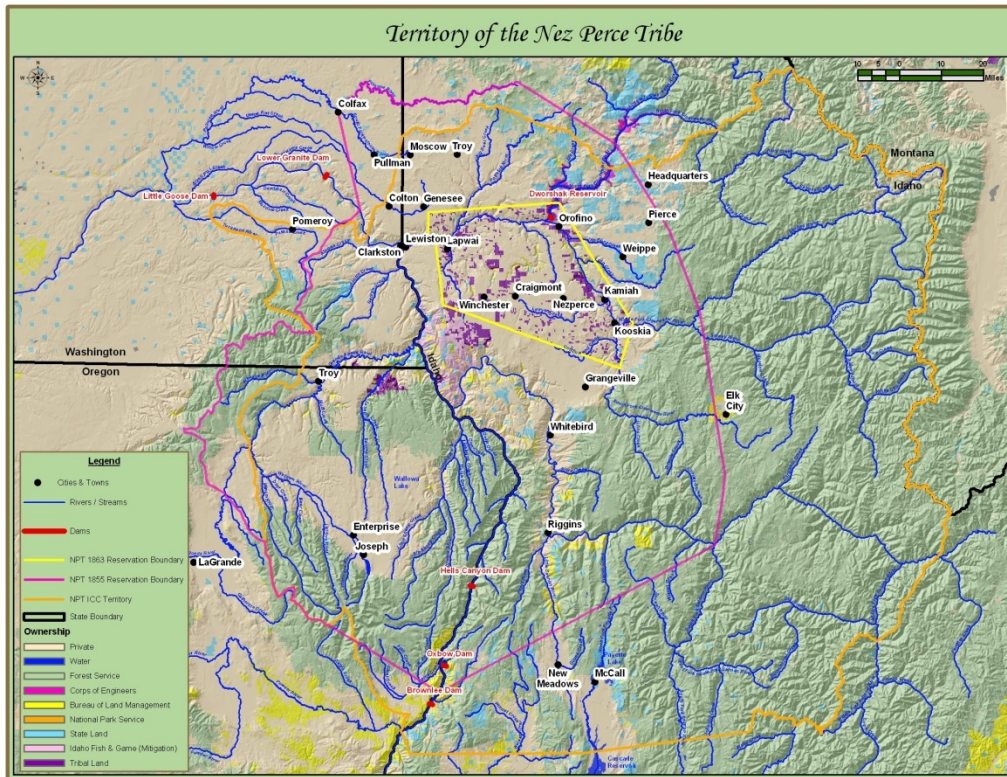 Territory of the Nez Perce Tribe
10 5 0 10 20
Miles
Colfax
Pullman
Moscow
Troy
Montana
Idaho
Lower Granite Dam
Little Goose Dam
Headquarters
Dworshak Reservoir
Colton
Genesee
Pomeroy
Orofino
Pierce
Lewiston
Clarkston
Lapwai
Weippe
Craigmont
Winchester
Nezperce
Kamiah
Kooskia
Washington
Oregon
Idaho
Troy
Grangeville
Elk
City
Whitebird
Wallowa
Lake
Enterprise
Joseph
Riggins
LaGrande
Hells Canyon Dam
Oxbow Dam
Brownlee Dam
New
Meadows
McCall
Payette
Lake
Cascade
Reservoir
Legend
Cities & Towns
Rivers / Streams
Dams
NPT 1863 Reservation Boundary
NPT 1855 Reservation Boundary
NPT ICC Territory
State Boundary
Ownership
Private
Water
Forest Service
Corps of Engineers
Bureau of Land Management
National Park Service
State Land
Idaho Fish & Game (Mitigation)
Tribal Land